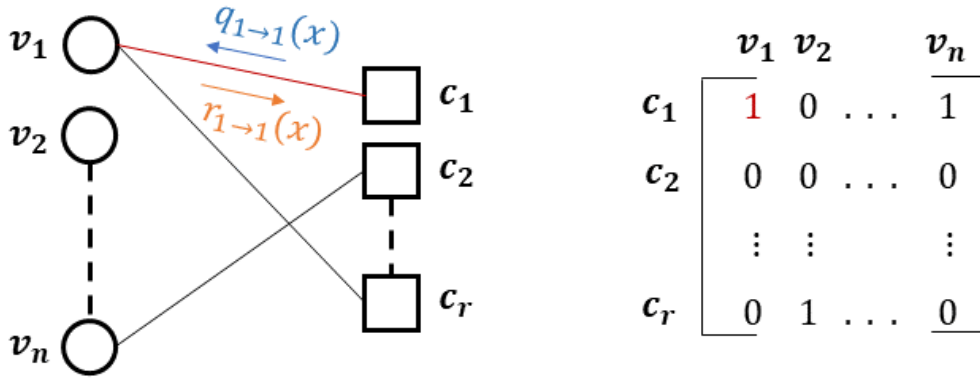 v₁ q₁→₁(x) r₁→₁(x) c₁
v₂ c₂
vₙ cᵣ
v₁ v₂ vₙ
c₁ 1 0 . . . 1
c₂ 0 0 . . . 0
⋮ ⋮ ⋮
cᵣ 0 1 . . . 0